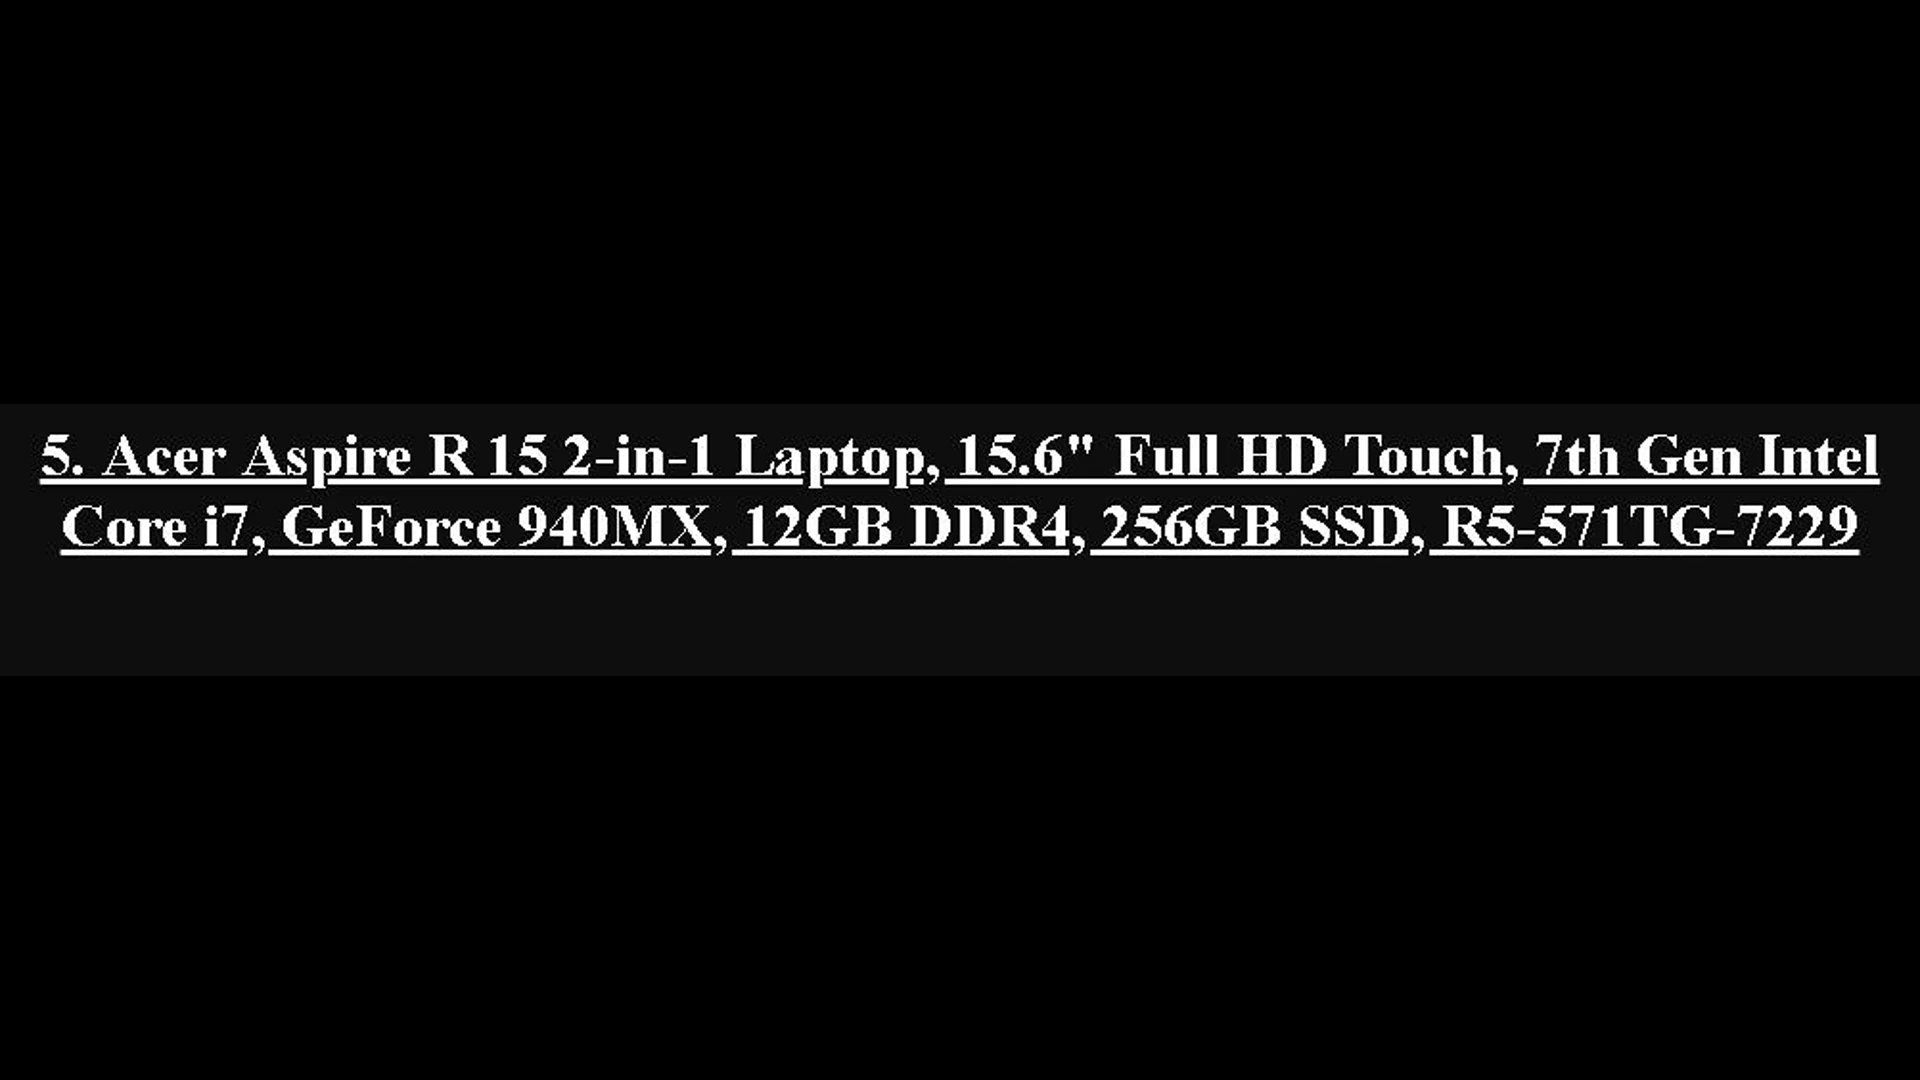 5. Acer Aspire R 15 2-in-1 Laptop, 15.6" Full HD Touch, 7th Gen Intel
Core i7, GeForce 940MX, 12GB DDR4, 256GB SSD, R5-571TG-7229